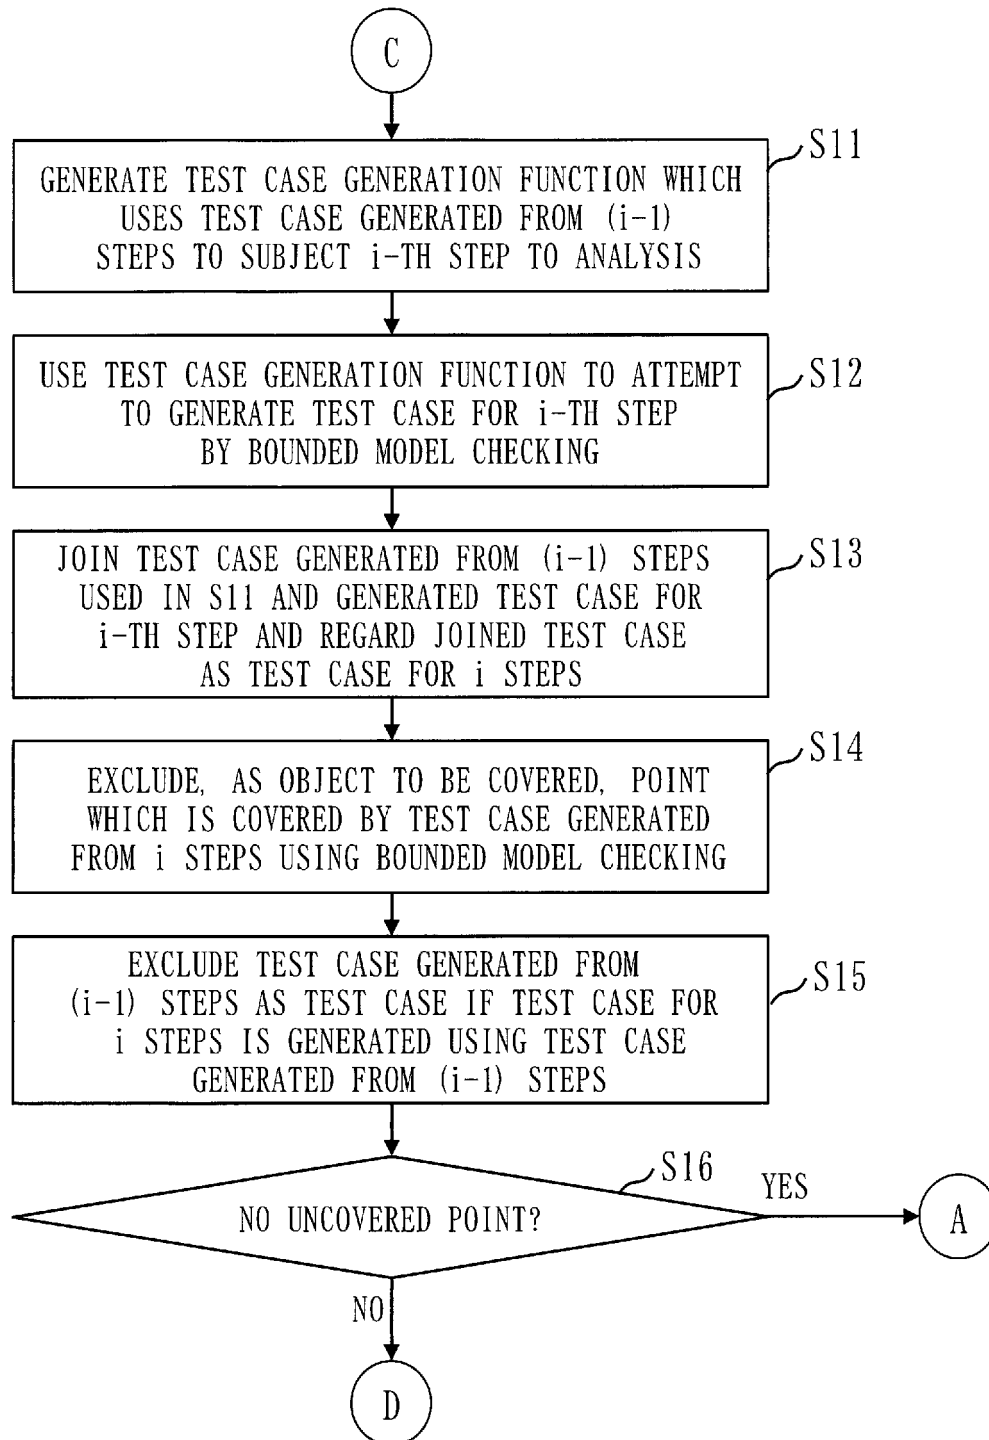 C
S11
GENERATE TEST CASE GENERATION FUNCTION WHICH
USES TEST CASE GENERATED FROM (i-1)
STEPS TO SUBJECT i-TH STEP TO ANALYSIS
S12
USE TEST CASE GENERATION FUNCTION TO ATTEMPT
TO GENERATE TEST CASE FOR i-TH STEP
BY BOUNDED MODEL CHECKING
S13
JOIN TEST CASE GENERATED FROM (i-1) STEPS
USED IN S11 AND GENERATED TEST CASE FOR
i-TH STEP AND REGARD JOINED TEST CASE
AS TEST CASE FOR i STEPS
S14
EXCLUDE, AS OBJECT TO BE COVERED, POINT
WHICH IS COVERED BY TEST CASE GENERATED
FROM i STEPS USING BOUNDED MODEL CHECKING
S15
EXCLUDE TEST CASE GENERATED FROM
(i-1) STEPS AS TEST CASE IF TEST CASE FOR
i STEPS IS GENERATED USING TEST CASE
GENERATED FROM (i-1) STEPS
S16
NO UNCOVERED POINT?
YES
A
NO
D